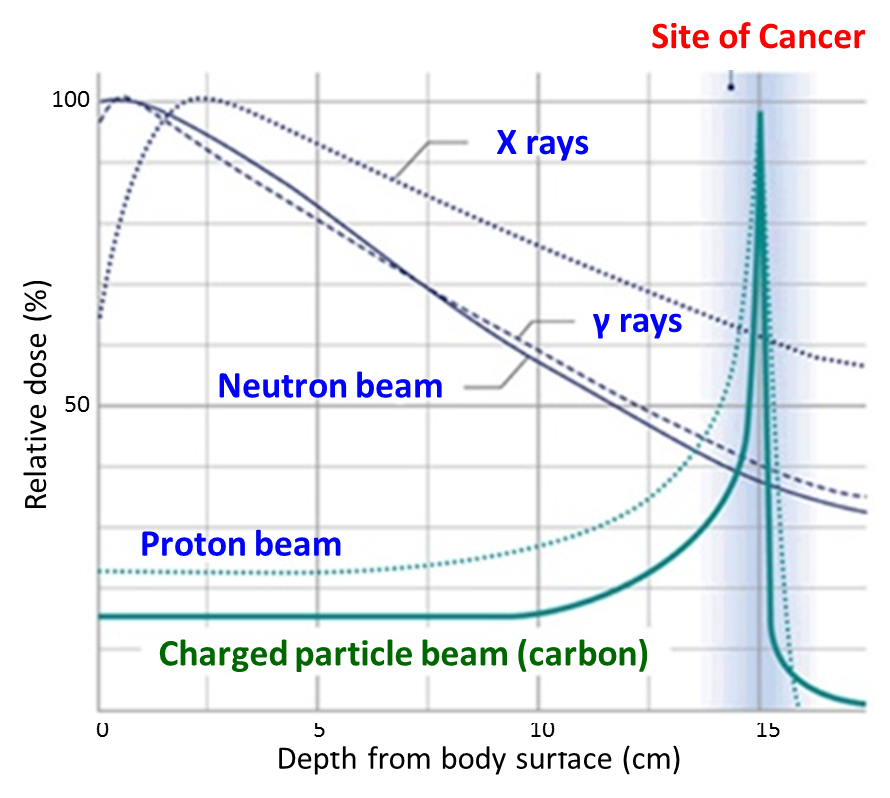 Site of Cancer
100
X rays
γ rays
Relative dose (%)
Neutron beam
50
Proton beam
Charged particle beam (carbon)
0
5
10
15
Depth from body surtace (cm)